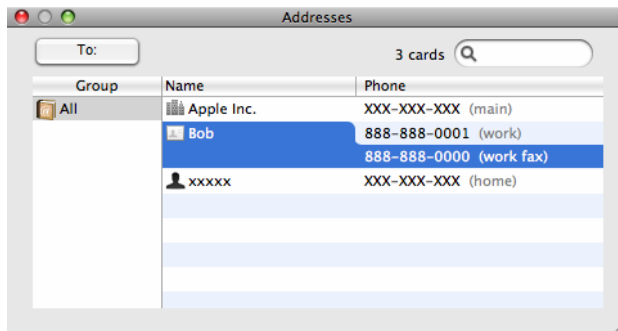 Addresses
To:
3 cards
Group Name Phone
All Apple Inc. XXX-XXX-XXX (main)
Bob 888-888-0001 (work)
888-888-0000 (work fax)
xxxxx XXX-XXX-XXX (home)